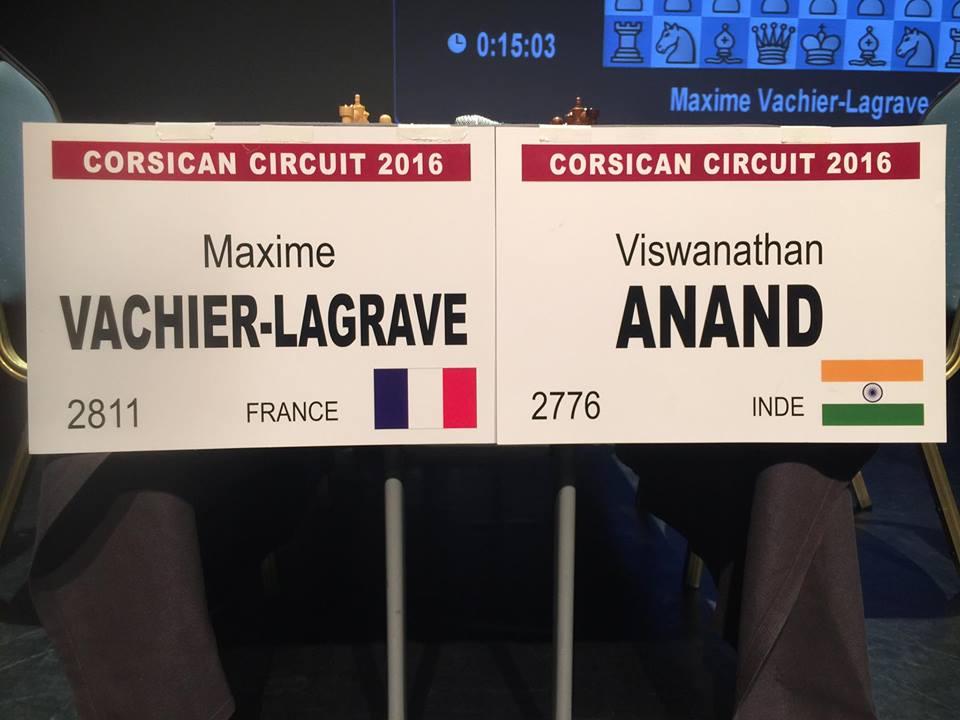 0:15:03
Maxime Vachier-Lagrave
CORSICAN CIRCUIT 2016
Maxime
VACHIER-LAGRAVE
2811 FRANCE
CORSICAN CIRCUIT 2016
Viswanathan
ANAND
2776 INDE